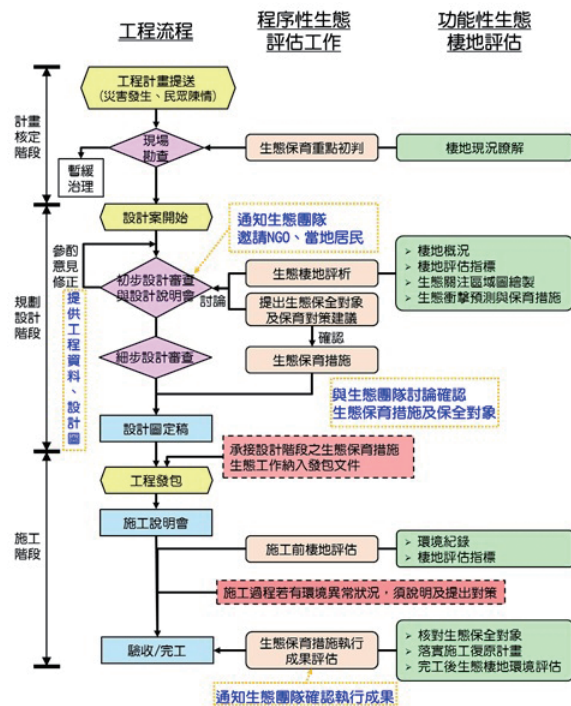 工程流程
程序性生態
評估工作
功能性生態
棲地評估
計畫
核定
階段
工程計畫提送
(災害發生、民眾陳情)
現場
勘查
暫緩
治理
生態保育重點初判
棲地現況瞭解
規劃
設計
階段
設計案開始
通知生態團隊
邀請NGO、當地居民
參酌
意見
修正
初步設計審查
與設計說明會
討論
生態棲地評析
提出生態保全對象
及保育對策建議
➢ 棲地概況
➢ 棲地評估指標
➢ 生態關注區域圖繪製
➢ 生態衝擊預測與保育措施
提供工程資料、設計圖
確認
細步設計審查
生態保育措施
與生態團隊討論確認
生態保育措施及保全對象
設計圖定稿
承接設計階段之生態保育措施
生態工作納入發包文件
施工
階段
工程發包
施工說明會
施工前棲地評估
➢ 環境紀錄
➢ 棲地評估指標
施工過程若有環境異常狀況，須說明及提出對策
驗收/完工
生態保育措施執行
成果評估
➢ 核對生態保全對象
➢ 落實施工復原計畫
➢ 完工後生態棲地環境評估
通知生態團隊確認執行成果